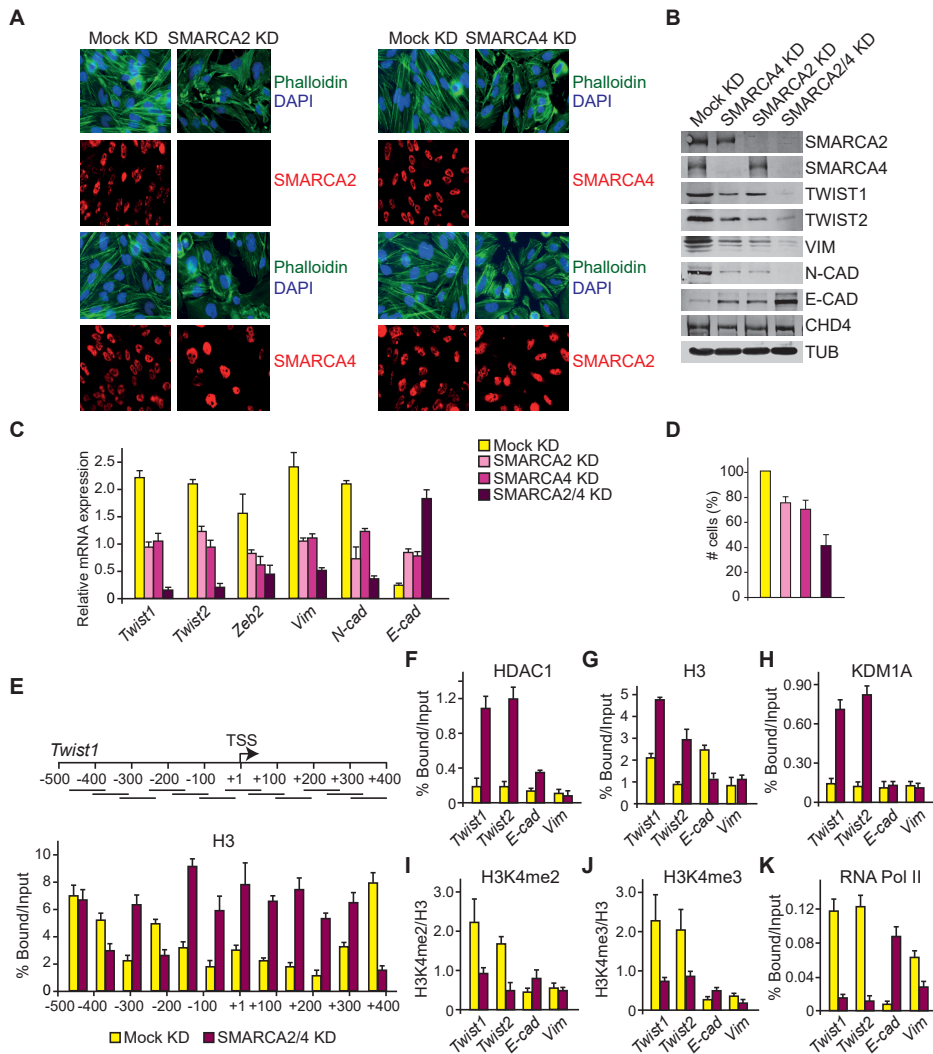 A
Mock KD SMARCA2 KD
Mock KD SMARCA4 KD
Phalloidin
DAPI
Phalloidin
DAPI
SMARCA2
SMARCA4
Phalloidin
DAPI
Phalloidin
DAPI
SMARCA4
SMARCA2
B
Mock KD
SMARCA4 KD
SMARCA2 KD
SMARCA2/4 KD
SMARCA2
SMARCA4
TWIST1
TWIST2
VIM
N-CAD
E-CAD
CHD4
TUB
C
Relative mRNA expression
2.5
2.0
1.5
1.0
0.5
0
Twist1 Twist2 Zeb2 Vim N-cad E-cad
Mock KD
SMARCA2 KD
SMARCA4 KD
SMARCA2/4 KD
D
# cells (%)
100
80
60
40
20
0
E
Twist1
TSS
-500 -400 -300 -200 -100 +1 +100 +200 +300 +400
H3
% Bound/Input
10
8
6
4
2
0
-500 -400 -300 -200 -100 +1 +100 +200 +300 +400
Mock KD SMARCA2/4 KD
F
HDAC1
% Bound/Input
1.2
0.8
0.4
0
Twist1 Twist2 E-cad Vim
G
H3
% Bound/Input
5
4
3
2
1
0
Twist1 Twist2 E-cad Vim
H
KDM1A
% Bound/Input
0.90
0.60
0.30
0
Twist1 Twist2 E-cad Vim
I
H3K4me2
H3K4me2/H3
3.0
2.0
1.0
0
Twist1 Twist2 E-cad Vim
J
H3K4me3
H3K4me3/H3
3.0
2.0
1.0
0
Twist1 Twist2 E-cad Vim
K
RNA Pol II
% Bound/Input
0.12
0.08
0.04
0
Twist1 Twist2 E-cad Vim